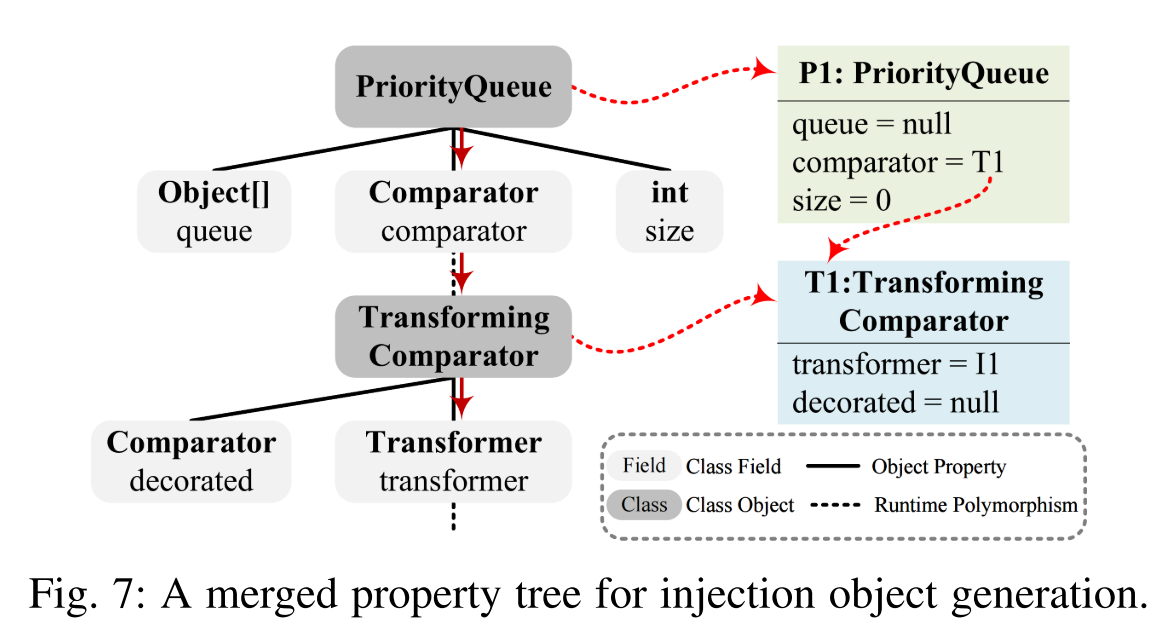 PriorityQueue
Object[]
queue
Comparator
comparator
int
size
Transforming
Comparator
Comparator
decorated
Transformer
transformer
P1: PriorityQueue
queue = null
comparator = T1
size = 0
T1:Transforming
Comparator
transformer = I1
decorated = null
Field Class Field Object Property
Class Class Object Runtime Polymorphism
Fig. 7: A merged property tree for injection object generation.